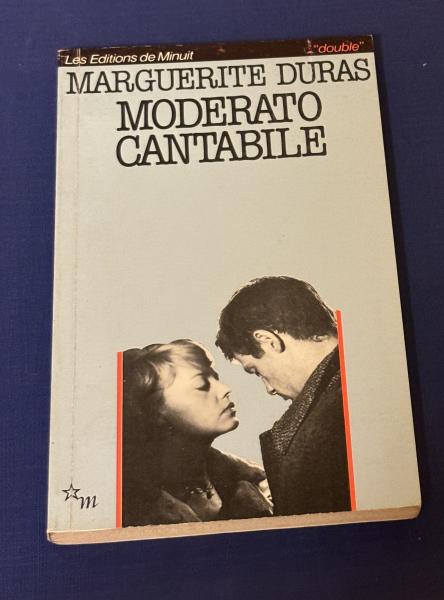 Les Editions de Minuit "double"
MARGUERITE DURAS
MODERATO
CANTABILE
m